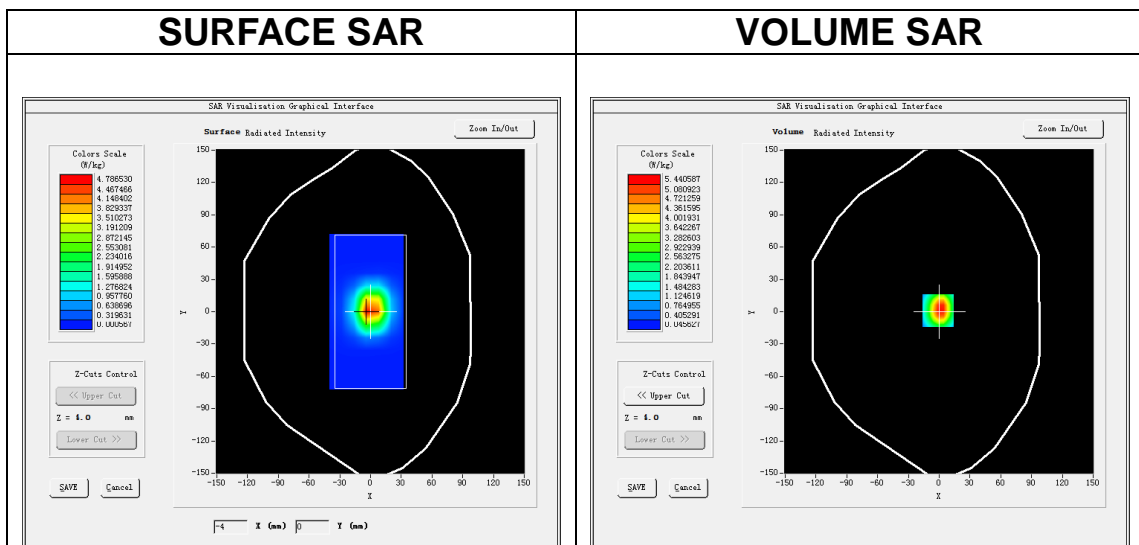 SURFACE SAR
VOLUME SAR
SAR Visualisation Graphical Interface
Surface Radiated Intensity
Zoom In/Out
Colors Scale
(W/kg)
4.786530
4.467466
4.148402
3.829337
3.510273
3.191209
2.872145
2.553081
2.234016
1.914952
1.595888
1.276824
0.957760
0.638696
0.319631
0.000567
150
120
90
60
30
0
-30
-60
-90
-120
-150
Y
-150 -120 -90 -60 -30 0 30 60 90 120 150
X
Z-Cuts Control
<< Upper Cut
Z = 4.0 mm
Lower Cut >>
SAVE
Cancel
-4 X (mm) 0 Y (mm)
SAR Visualisation Graphical Interface
Volume Radiated Intensity
Zoom In/Out
Colors Scale
(W/kg)
5.440587
5.080923
4.721259
4.361595
4.001931
3.642267
3.282603
2.922939
2.563275
2.203611
1.843947
1.484283
1.124619
0.764955
0.405291
0.045627
150
120
90
60
30
0
-30
-60
-90
-120
-150
Y
-150 -120 -90 -60 -30 0 30 60 90 120 150
X
Z-Cuts Control
<< Upper Cut
Z = 4.0 mm
Lower Cut >>
SAVE
Cancel